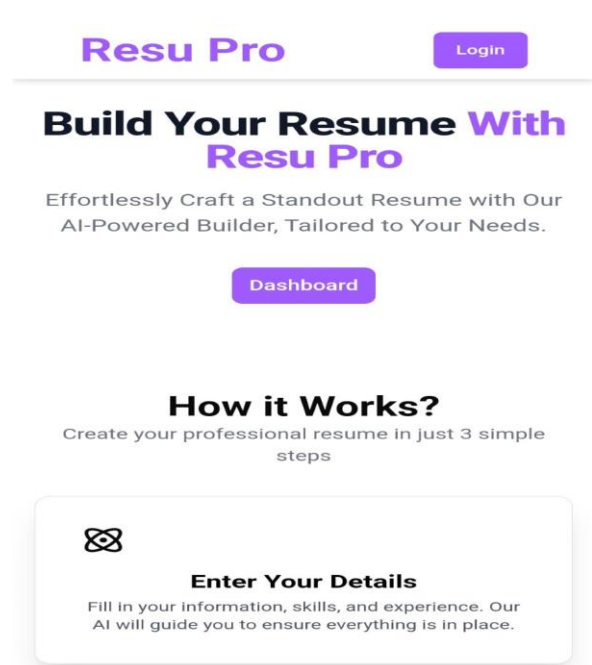 Resu Pro
Login
Build Your Resume With
Resu Pro
Effortlessly Craft a Standout Resume with Our
AI-Powered Builder, Tailored to Your Needs.
Dashboard
How it Works?
Create your professional resume in just 3 simple
steps
Enter Your Details
Fill in your information, skills, and experience. Our
AI will guide you to ensure everything is in place.